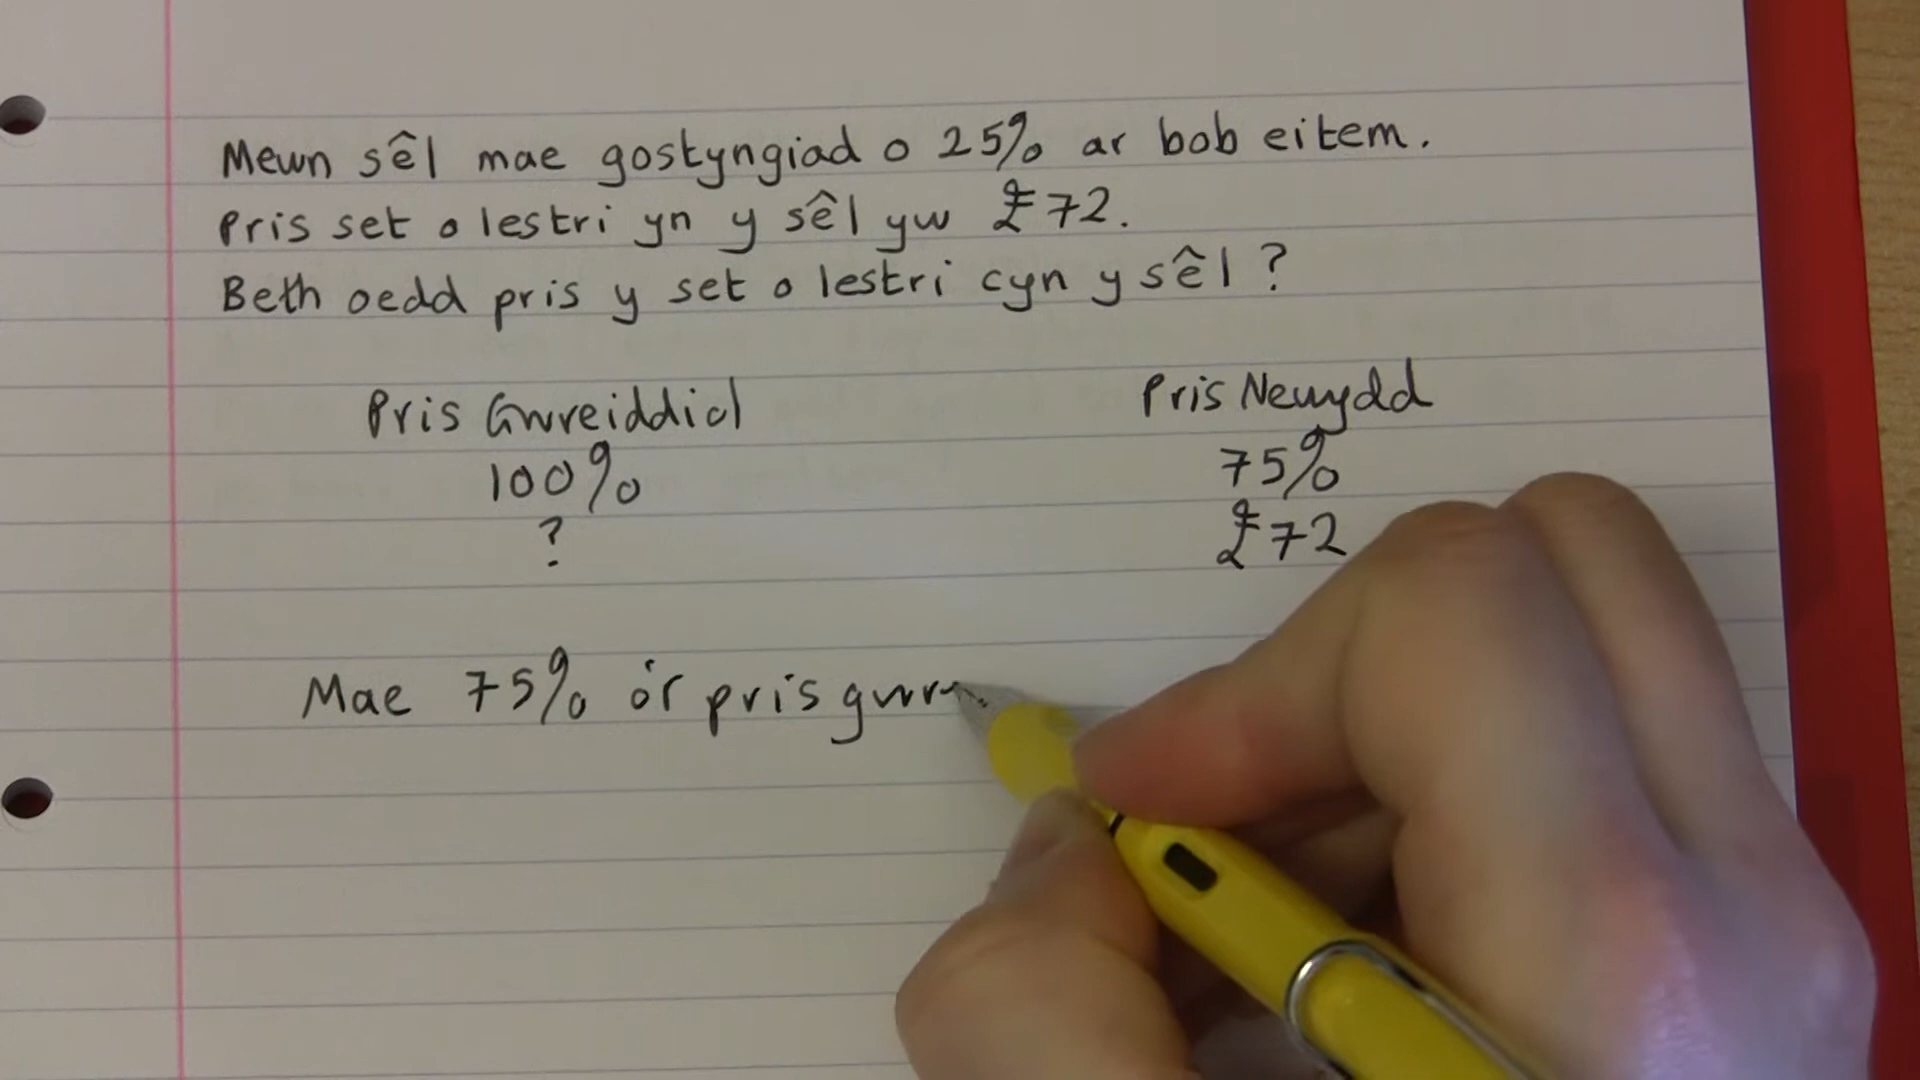 Mewn sêl mae gostyngiad o 25% ar bob eitem.
Pris set o lestri yn y sêl yw £72.
Beth oedd pris y set o lestri cyn y sêl?
Pris Gwreiddiol Pris Newydd
100% 75%
? £72
Mae 75% o'r pris